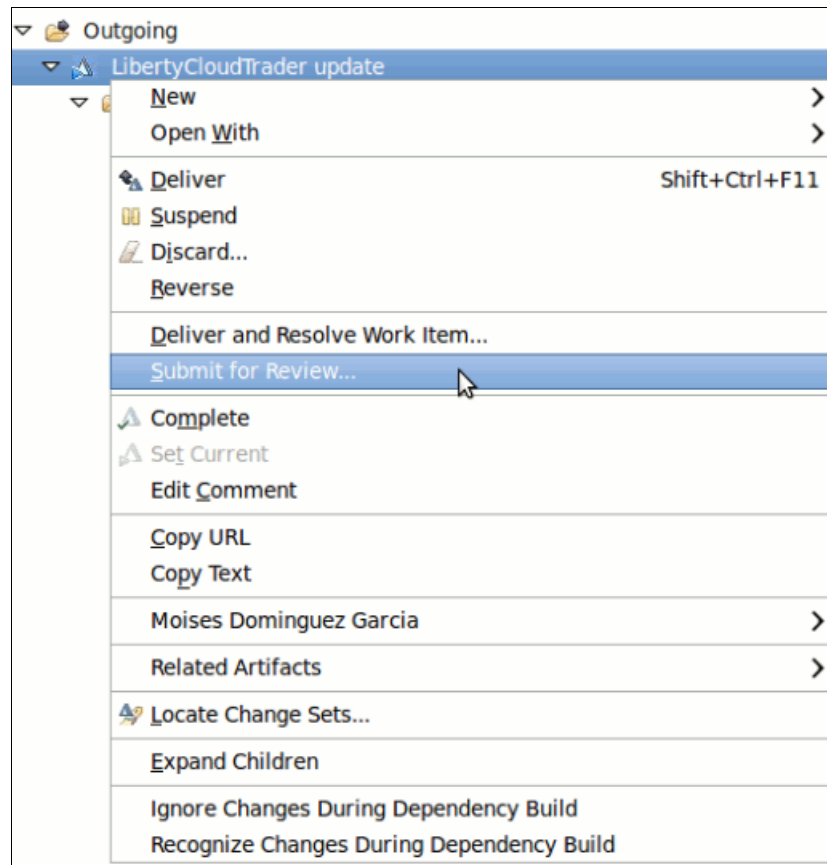 Outgoing
LibertyCloudTrader update
New
Open With
Deliver Shift+Ctrl+F11
Suspend
Discard...
Reverse
Deliver and Resolve Work Item...
Submit for Review...
Complete
Set Current
Edit Comment
Copy URL
Copy Text
Moises Dominguez Garcia
Related Artifacts
Locate Change Sets...
Expand Children
Ignore Changes During Dependency Build
Recognize Changes During Dependency Build